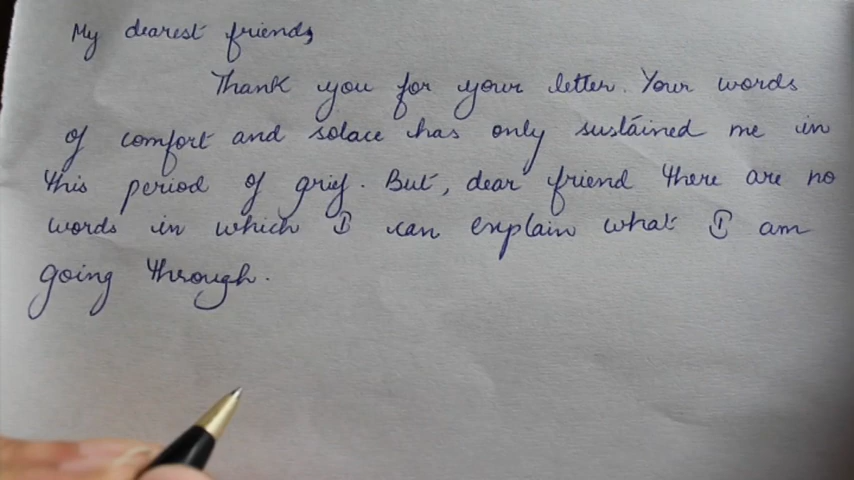 My dearest friend,
Thank you for your letter. Your words
of comfort and solace has only sustained me in
this period of grief. But, dear friend there are no
words in which I can explain what I am
going through.